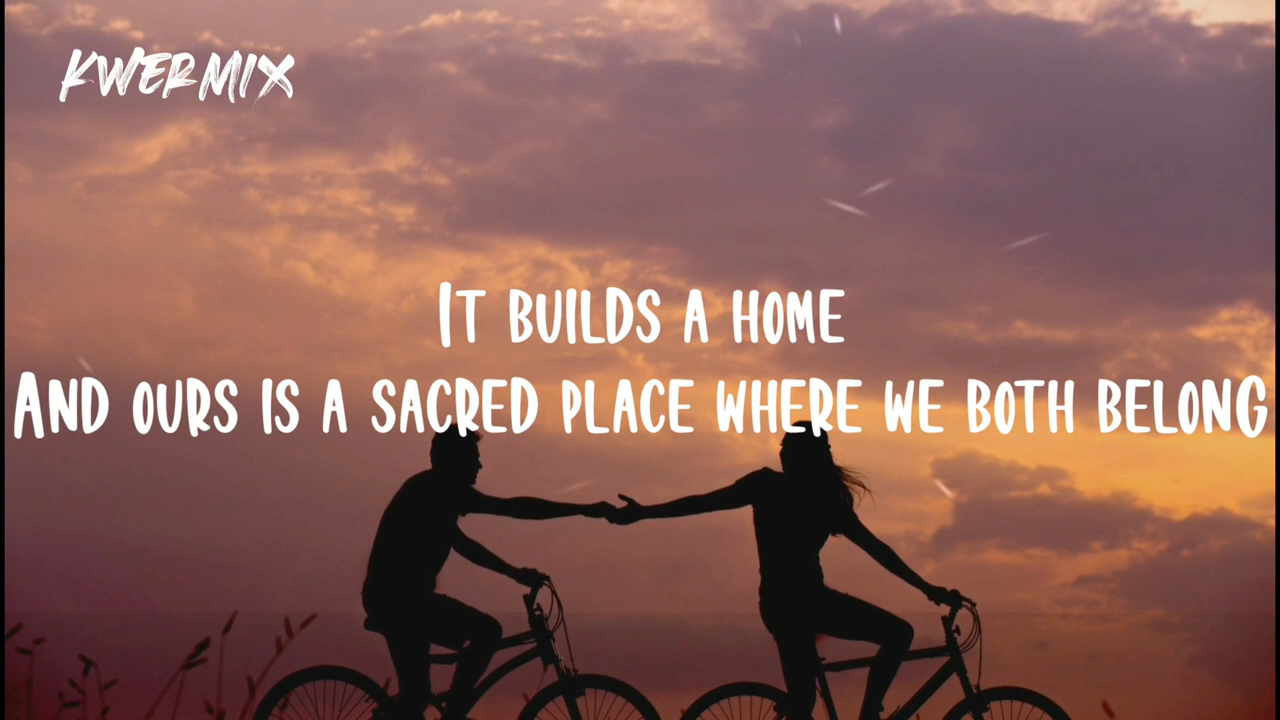 KWERMIX
It builds a home
And ours is a sacred place where we both belong